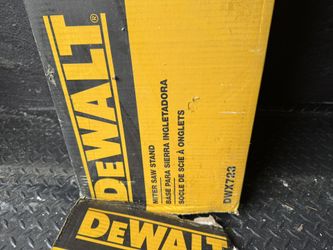 DEWALT®
MITER SAW STAND
BASE PARA SIERRA INGLETADORA
SOCLE DE SCIE À ONGLETS
DWX723
DEWALT